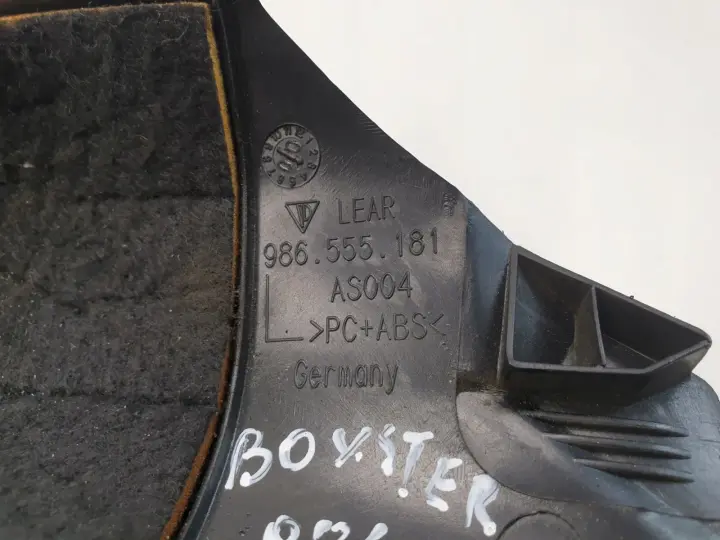 LEAR
986.555.181
AS004
>PC+ABS<
Germany
BOXSTER